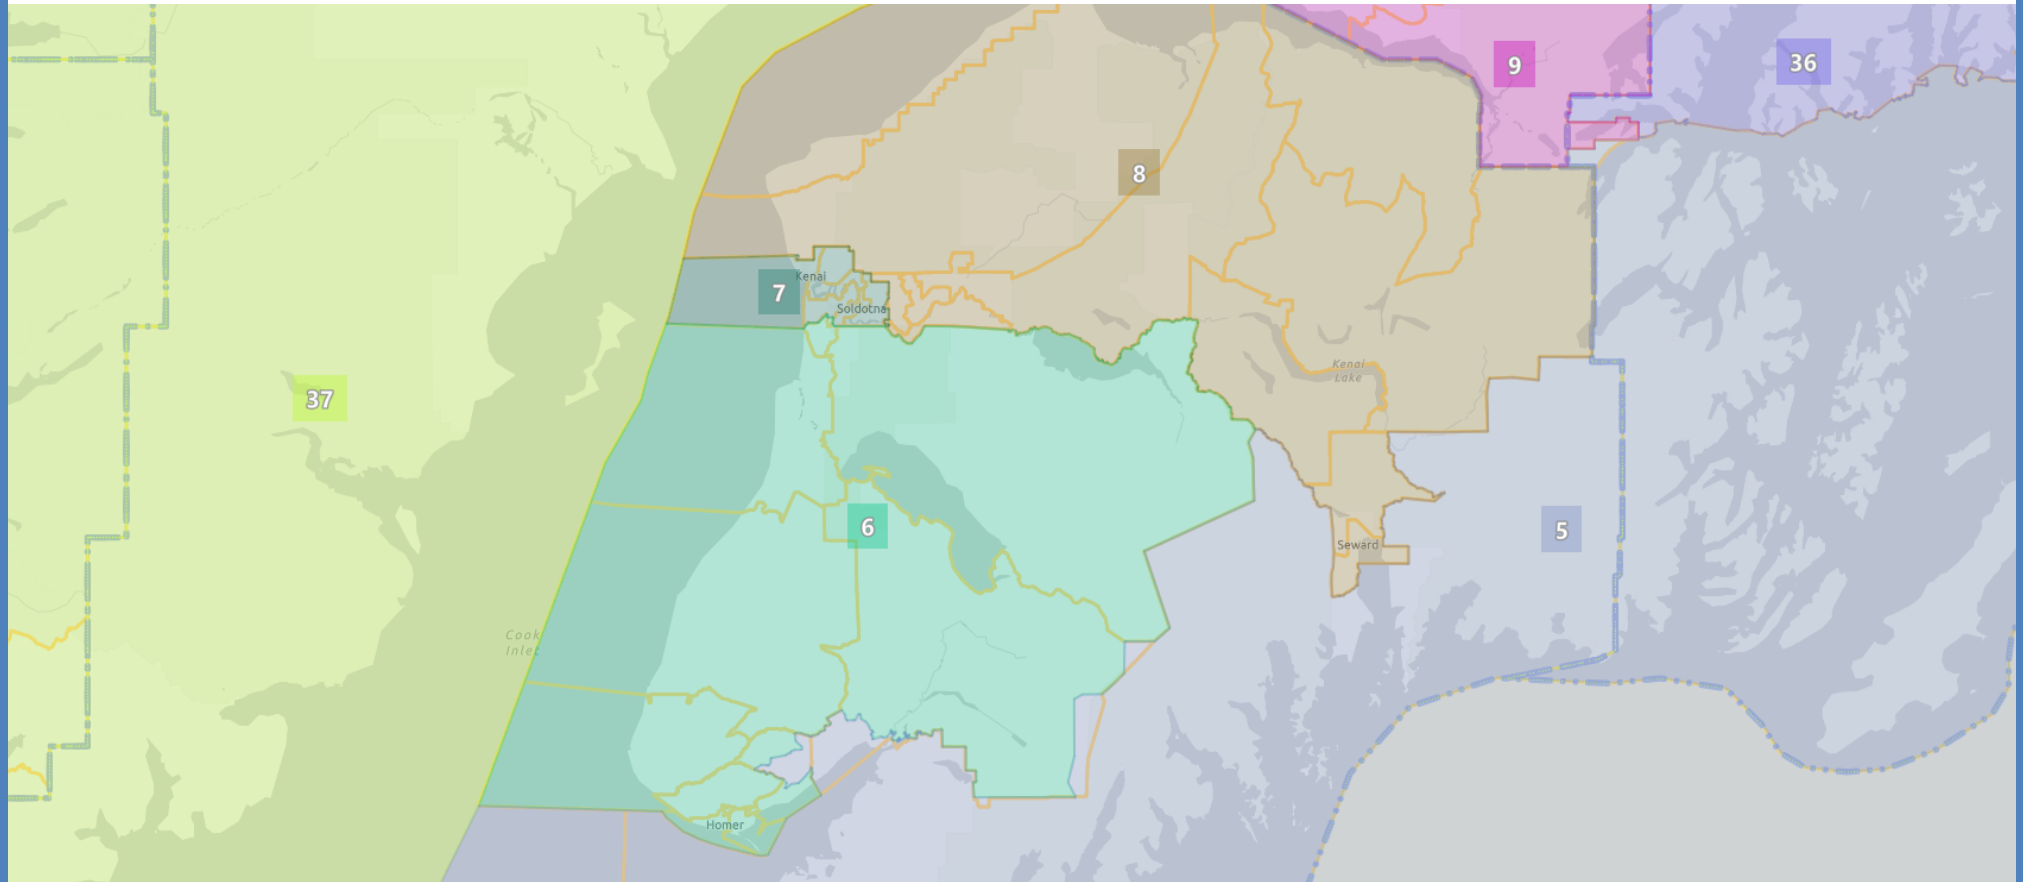 36
9
8
Kenai
7
Soldotna
Kenai
Lake
37
6
5
Seward
Cook
Inlet
Homer